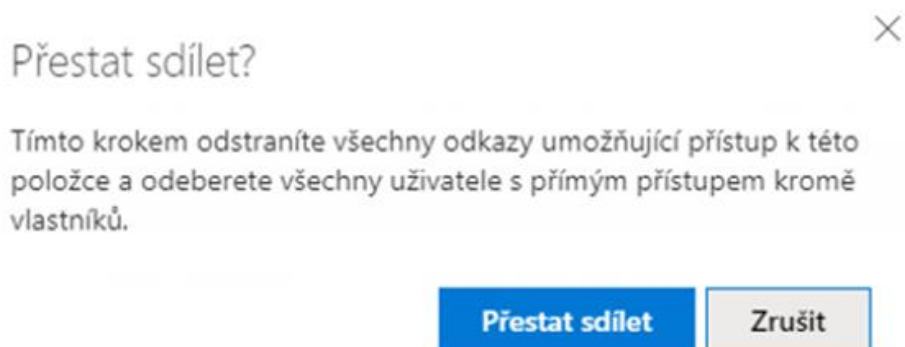 Přestat sdílet?
Tímto krokem odstraníte všechny odkazy umožňující přístup k této
položce a odeberete všechny uživatele s přímým přístupem kromě
vlastníků.
Přestat sdílet
Zrušit